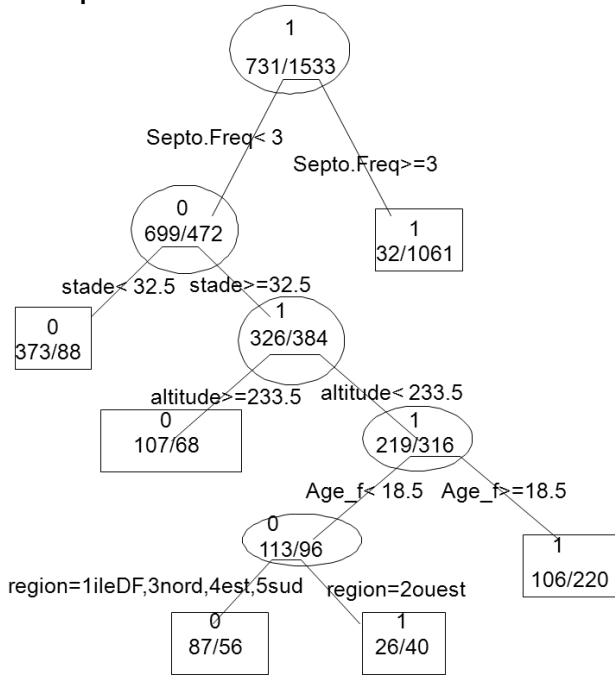 1
731/1533
Septo.Freq< 3
Septo.Freq>=3
0
699/472
1
32/1061
stade< 32.5
stade>=32.5
0
373/88
1
326/384
altitude>=233.5
altitude< 233.5
0
107/68
1
219/316
Age_f< 18.5
Age_f>=18.5
0
113/96
1
106/220
region=1ileDF,3nord,4est,5sud
region=2ouest
0
87/56
1
26/40